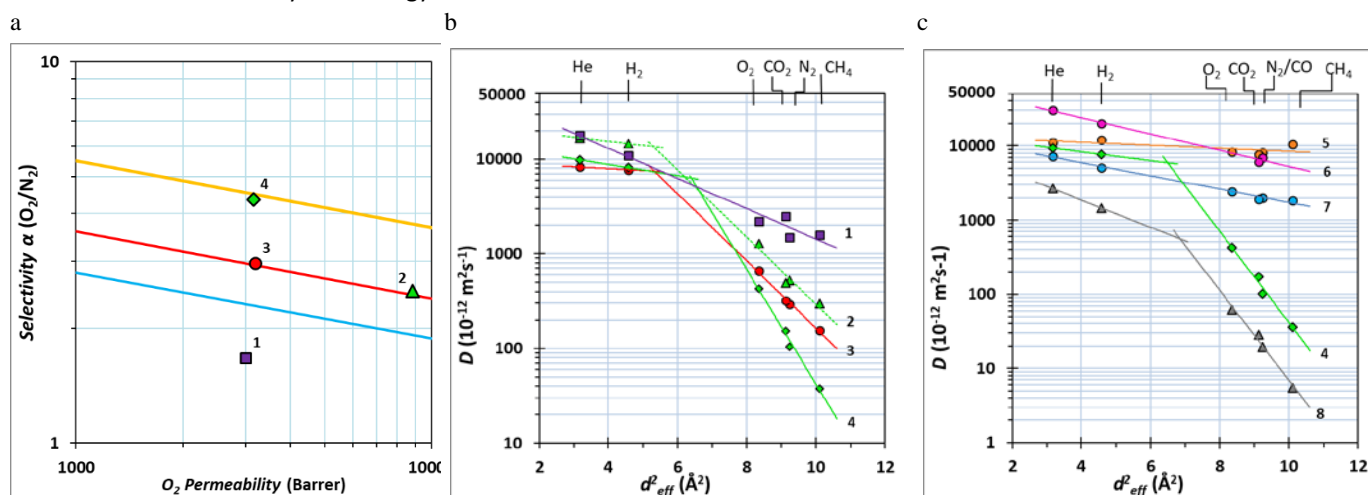 a
10
1
1000
1000
Selectivity α (O₂/N₂)
O₂ Permeability (Barrer)
4
3
2
1
b
He
H₂
O₂
CO₂
N₂
CH₄
50000
10000
1000
100
10
D (10⁻¹² m²s⁻¹)
2
4
6
8
10
12
d²eff (Å²)
1
2
3
4
c
He
H₂
O₂
CO₂
N₂/CO
CH₄
50000
10000
1000
100
10
1
D (10⁻¹² m²s-1)
2
4
6
8
10
12
d²eff (Å²)
5
6
7
4
8